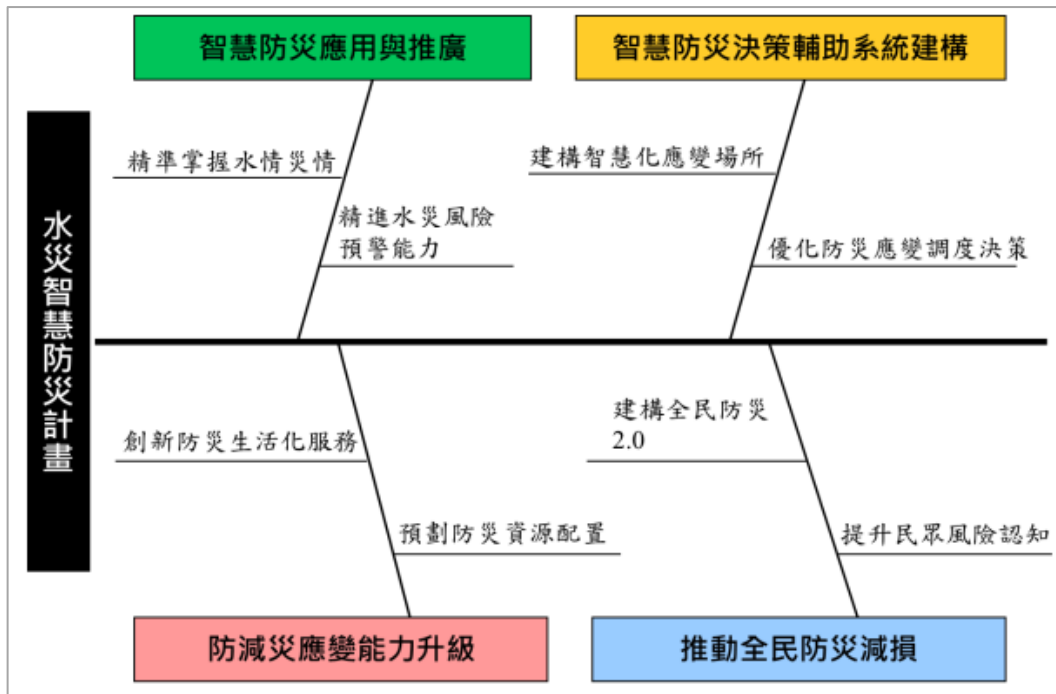 智慧防災應用與推廣
智慧防災決策輔助系統建構
精準掌握水情災情
建構智慧化應變場所
精進水災風險
預警能力
優化防災應變調度決策
水災智慧防災計畫
創新防災生活化服務
建構全民防災
2.0
預劃防災資源配置
提升民眾風險認知
防減災應變能力升級
推動全民防災減損